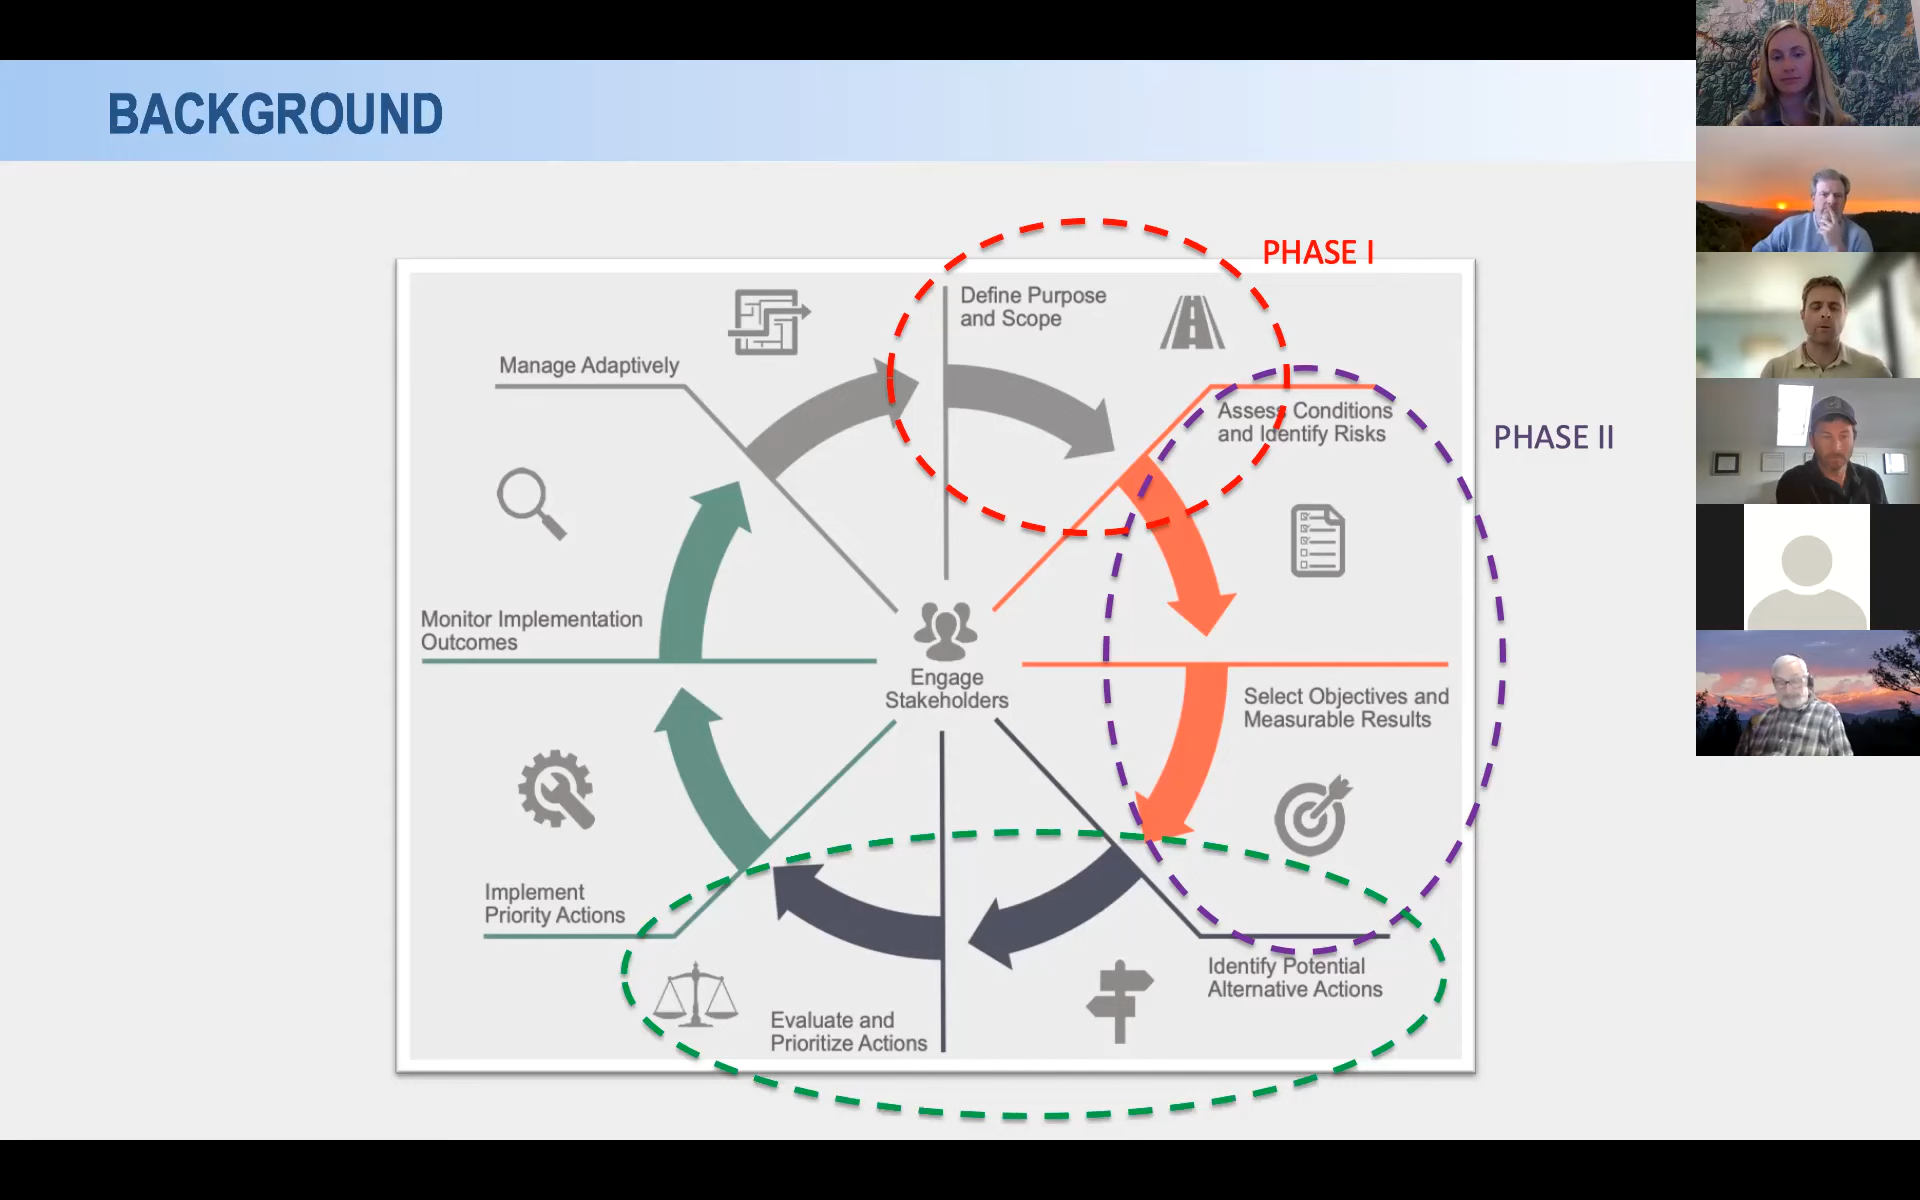 BACKGROUND
PHASE I
Define Purpose
and Scope
Manage Adaptively
Assess Conditions
and Identify Risks
PHASE II
Monitor Implementation
Outcomes
Engage
Stakeholders
Select Objectives and
Measurable Results
Implement
Priority Actions
Identify Potential
Alternative Actions
Evaluate and
Prioritize Actions